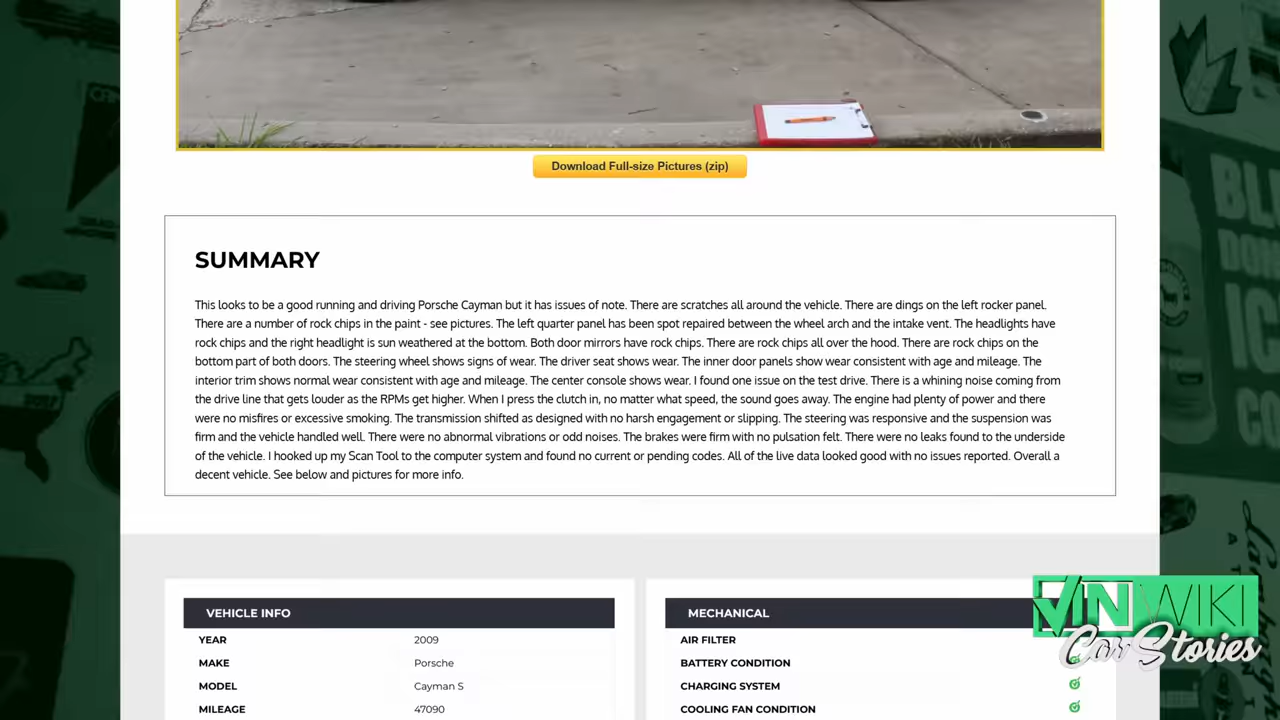 Download Full-size Pictures (zip)
SUMMARY
This looks to be a good running and driving Porsche Cayman but it has issues of note. There are scratches all around the vehicle. There are dings on the left rocker panel.
There are a number of rock chips in the paint - see pictures. The left quarter panel has been spot repaired between the wheel arch and the intake vent. The headlights have
rock chips and the right headlight is sun weathered at the bottom. Both door mirrors have rock chips. There are rock chips all over the hood. There are rock chips on the
bottom part of both doors. The steering wheel shows signs of wear. The driver seat shows wear. The inner door panels show wear consistent with age and mileage. The
interior trim shows normal wear consistent with age and mileage. The center console shows wear. I found one issue on the test drive. There is a whining noise coming from
the drive line that gets louder as the RPMs get higher. When I press the clutch in, no matter what speed, the sound goes away. The engine had plenty of power and there
were no misfires or excessive smoking. The transmission shifted as designed with no harsh engagement or slipping. The steering was responsive and the suspension was
firm and the vehicle handled well. There were no abnormal vibrations or odd noises. The brakes were firm with no pulsation felt. There were no leaks found to the underside
of the vehicle. I hooked up my Scan Tool to the computer system and found no current or pending codes. All of the live data looked good with no issues reported. Overall a
decent vehicle. See below and pictures for more info.
VEHICLE INFO
YEAR 2009
MAKE Porsche
MODEL Cayman S
MILEAGE 47090
MECHANICAL
AIR FILTER
BATTERY CONDITION
CHARGING SYSTEM
COOLING FAN CONDITION
VINWIKI
Car Stories